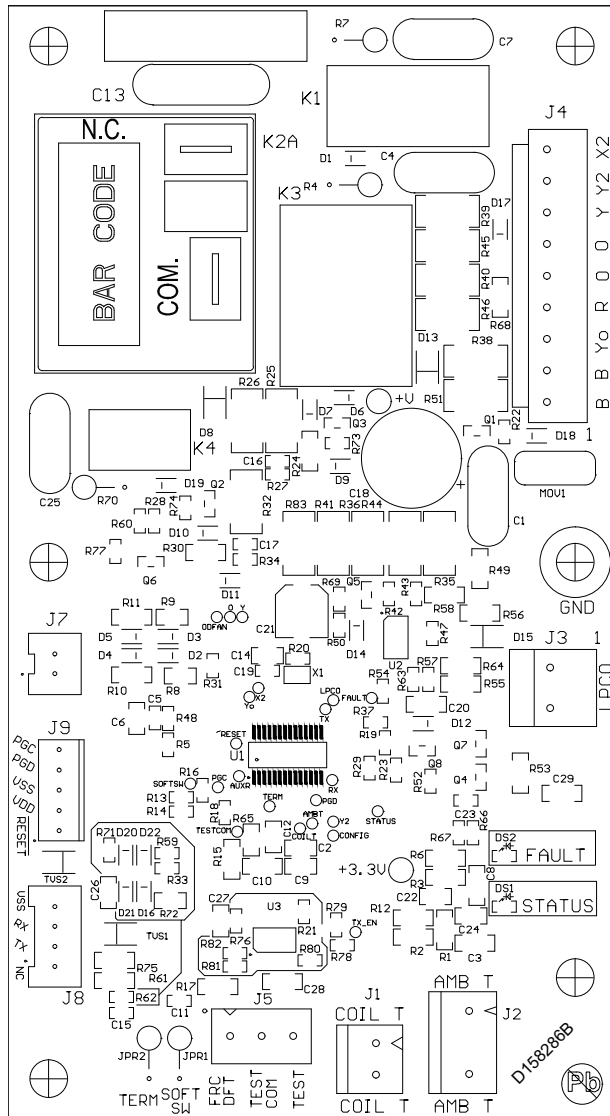 R7
C7
C13
K1
J4
N.C.
K2A
D1
C4
R4
K3
BAR CODE
COM.
R39
D17
R45
R40
R46
R68
D13
R38
R51
X2
Y2
Y
O
O
R
Yo
B
B
R26
R25
D8
D7
D6
+V
Q3
R73
Q1
R22
D18
1
K4
C16
R24
R27
D9
C25
R70
R28
D19
Q2
R74
R32
C18
+
C1
MOV1
R60
R77
D10
R30
C17
R34
R83
R41
R36
R44
Q6
D11
R69
Q5
R43
R35
R49
R42
R58
R56
GND
R11
R9
O
Y
ODFAN
C21
R50
D14
R47
U2
D15
J3
1
J7
D5
D3
D4
D2
R10
R8
R31
C14
R20
C19
X1
R54
R63
R57
R64
R55
LPCO
X2
Yo
LPCO
FAULT
TX
C20
C6
C5
R48
R37
D12
J9
PGC
PGD
VSS
VDD
RESET
R5
RESET
U1
R19
Q7
Q8
R29
R23
R52
Q4
R53
C29
R16
SOFTSW
PGC
AUXR
RX
R13
R14
R18
TERM
PGD
STATUS
C23
R66
AMBT
TESTCOM
R65
C12
COILT
Y2
CONFIG
R67
DS2
FAULT
R71
D20
D22
R59
R33
R15
C10
C9
C2
+3.3V
R6
R3
C8
DS1
STATUS
TVS2
C26
D21
D16
R72
C27
U3
R79
C22
VSS
RX
TX
NC
TVS1
R82
R76
R21
TX_EN
R12
C24
R75
R81
R80
R78
R2
R1
C3
R61
R62
R17
C28
J8
C15
C11
J5
J1
COIL T
AMB T
J2
JPR2
JPR1
TERM
SOFT SW
FRC DFT
TEST COM
TEST
COIL T
AMB T
D158286B
Pb